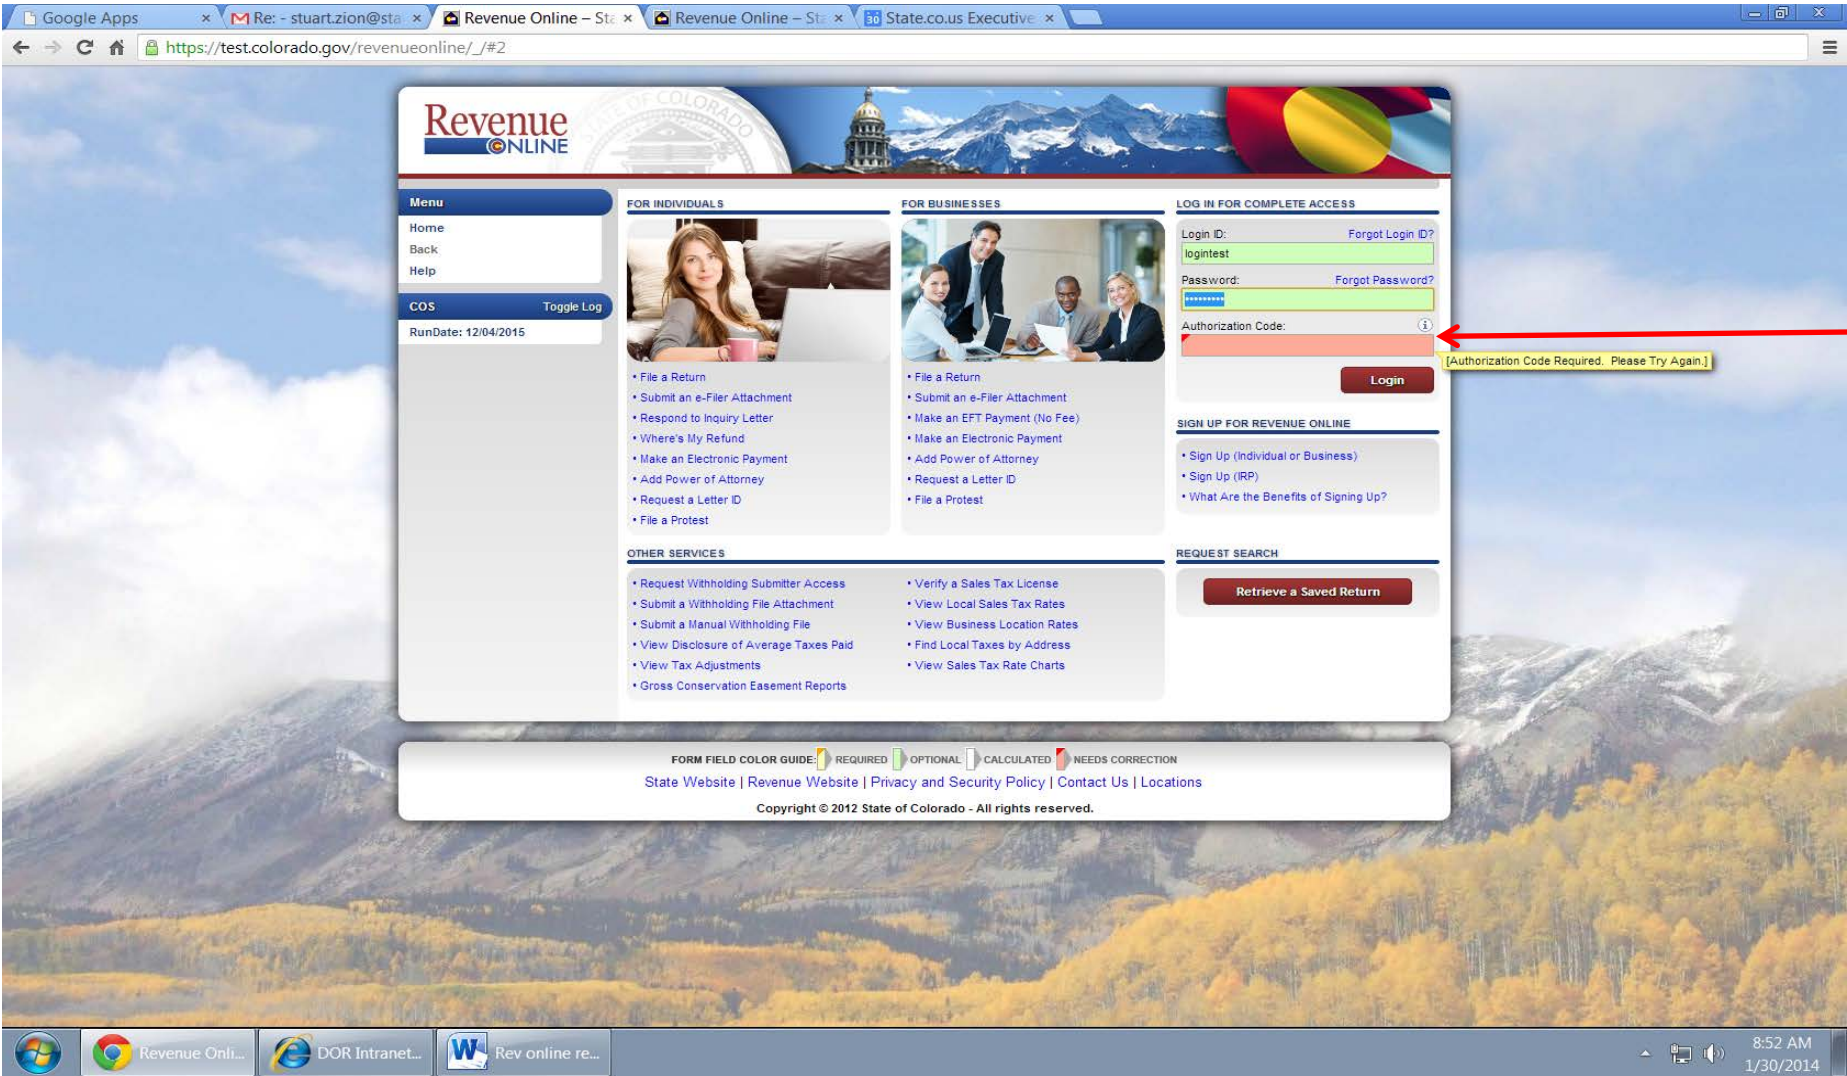 Google Apps
Re: - stuart.zion@sta
Revenue Online – Sta
Revenue Online – Sta
30 State.co.us Executive
https://test.colorado.gov/revenueonline/_/#2
Revenue
ONLINE
STATE OF COLORADO
Menu
Home
Back
Help
COS Toggle Log
RunDate: 12/04/2015
FOR INDIVIDUALS
• File a Return
• Submit an e-Filer Attachment
• Respond to Inquiry Letter
• Where's My Refund
• Make an Electronic Payment
• Add Power of Attorney
• Request a Letter ID
• File a Protest
FOR BUSINESSES
• File a Return
• Submit an e-Filer Attachment
• Make an EFT Payment (No Fee)
• Make an Electronic Payment
• Add Power of Attorney
• Request a Letter ID
• File a Protest
LOG IN FOR COMPLETE ACCESS
Login ID: Forgot Login ID?
logintest
Password: Forgot Password?
•••••••••
Authorization Code:
[Authorization Code Required. Please Try Again.]
Login
SIGN UP FOR REVENUE ONLINE
• Sign Up (Individual or Business)
• Sign Up (IRP)
• What Are the Benefits of Signing Up?
OTHER SERVICES
• Request Withholding Submitter Access
• Submit a Withholding File Attachment
• Submit a Manual Withholding File
• View Disclosure of Average Taxes Paid
• View Tax Adjustments
• Gross Conservation Easement Reports
• Verify a Sales Tax License
• View Local Sales Tax Rates
• View Business Location Rates
• Find Local Taxes by Address
• View Sales Tax Rate Charts
REQUEST SEARCH
Retrieve a Saved Return
FORM FIELD COLOR GUIDE: REQUIRED OPTIONAL CALCULATED NEEDS CORRECTION
State Website | Revenue Website | Privacy and Security Policy | Contact Us | Locations
Copyright © 2012 State of Colorado - All rights reserved.
Revenue Onli...
DOR Intranet...
Rev online re...
8:52 AM
1/30/2014